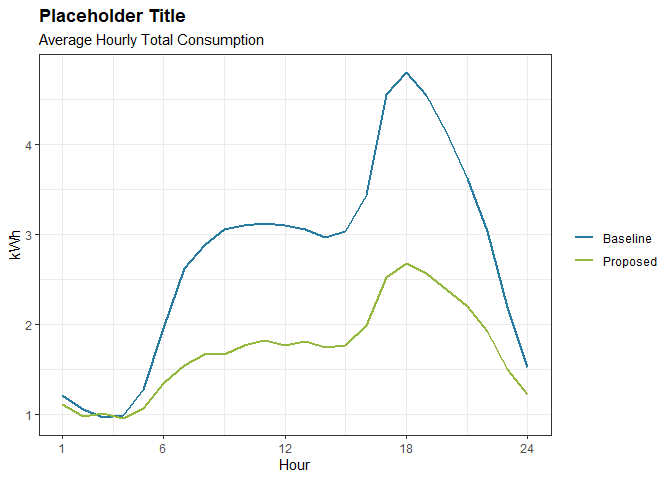 Placeholder Title
Average Hourly Total Consumption
kWh
4
3
2
1
1 6 12 18 24
Hour
Baseline
Proposed